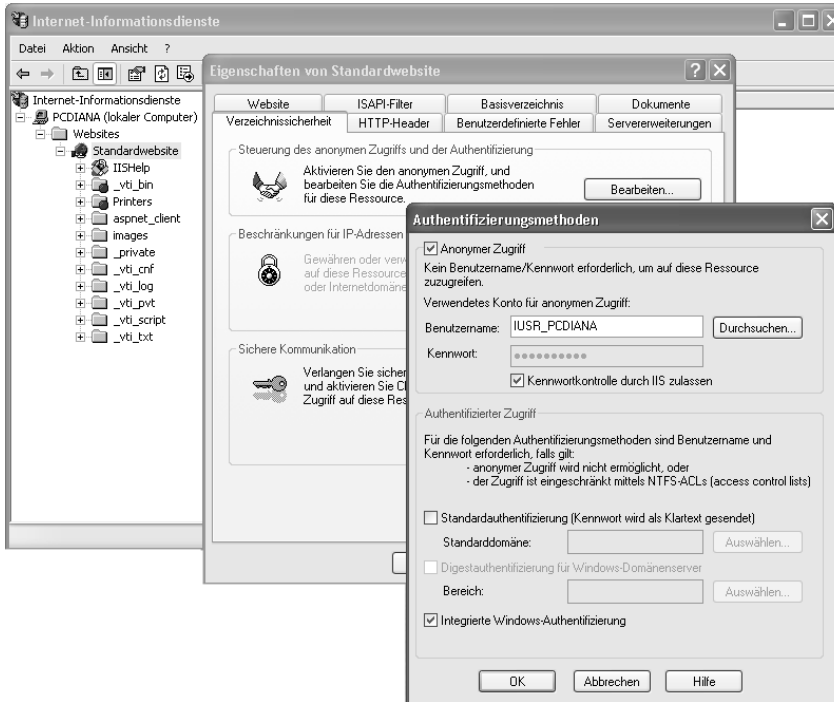 Internet-Informationsdienste
Datei Aktion Ansicht ?
Internet-Informationsdienste
PCDIANA (lokaler Computer)
Websites
Standardwebsite
IISHelp
_vti_bin
Printers
aspnet_client
images
_private
_vti_cnf
_vti_log
_vti_pvt
_vti_script
_vti_txt
Eigenschaften von Standardwebsite
Website ISAPI-Filter Basisverzeichnis Dokumente
Verzeichnissicherheit HTTP-Header Benutzerdefinierte Fehler Servererweiterungen
Steuerung des anonymen Zugriffs und der Authentifizierung
Aktivieren Sie den anonymen Zugriff, und
bearbeiten Sie die Authentifizierungsmethoden
für diese Ressource.
Bearbeiten...
Beschränkungen für IP-Adressen
Gewähren oder verw
auf diese Ressource
oder Internetdomäne
Sichere Kommunikation
Verlangen Sie sicher
und aktivieren Sie Cl
Zugriff auf diese Res
Authentifizierungsmethoden
Anonymer Zugriff
Kein Benutzername/Kennwort erforderlich, um auf diese Ressource
zuzugreifen.
Verwendetes Konto für anonymen Zugriff:
Benutzername: IUSR_PCDIANA Durchsuchen...
Kennwort:
Kennwortkontrolle durch IIS zulassen
Authentifizierter Zugriff
Für die folgenden Authentifizierungsmethoden sind Benutzername und
Kennwort erforderlich, falls gilt:
- anonymer Zugriff wird nicht ermöglicht, oder
- der Zugriff ist eingeschränkt mittels NTFS-ACLs (access control lists)
Standardauthentifizierung (Kennwort wird als Klartext gesendet)
Standarddomäne: Auswählen...
Digestauthentifizierung für Windows-Domänenserver
Bereich: Auswählen...
Integrierte Windows-Authentifizierung
OK Abbrechen Hilfe